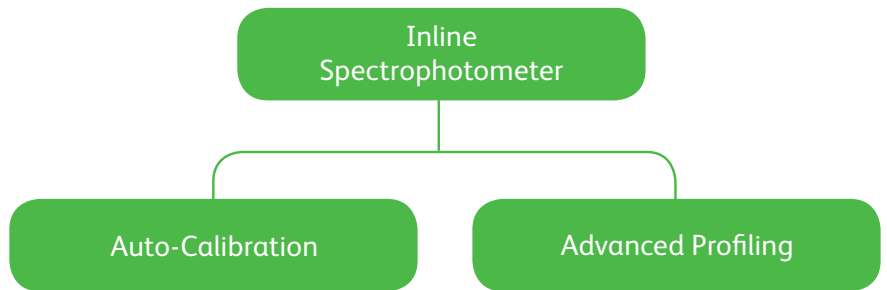 Inline
Spectrophotometer
Auto-Calibration
Advanced Profiling